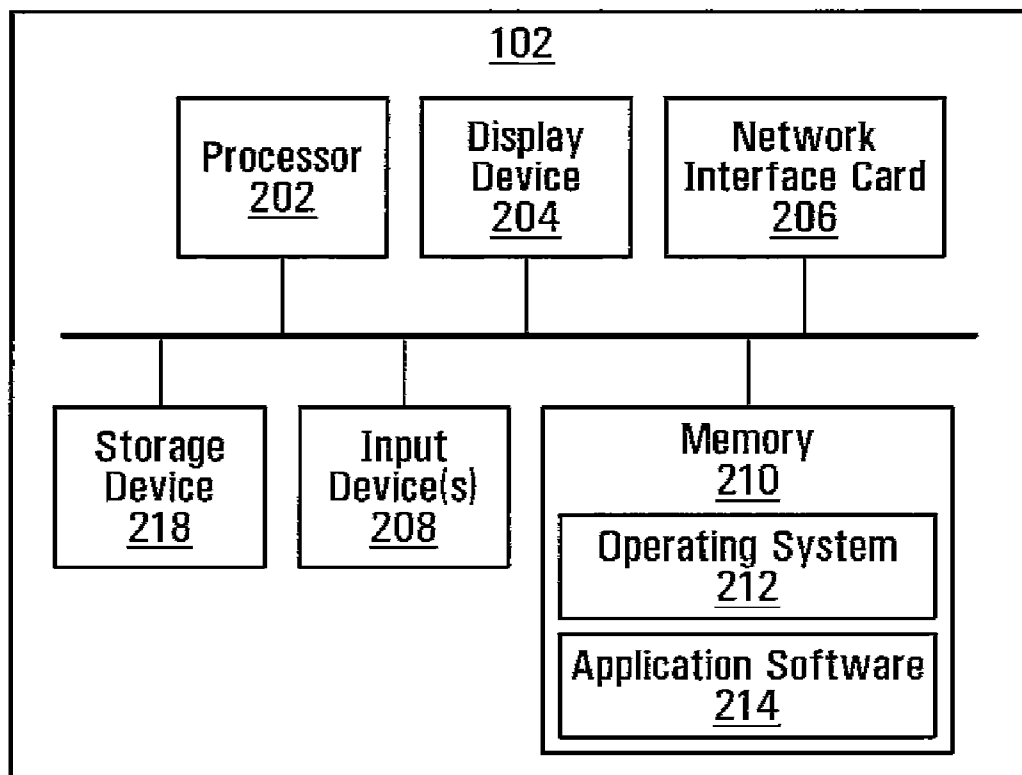 102
Processor
202
Display
Device
204
Network
Interface Card
206
Storage
Device
218
Input
Device(s)
208
Memory
210
Operating System
212
Application Software
214